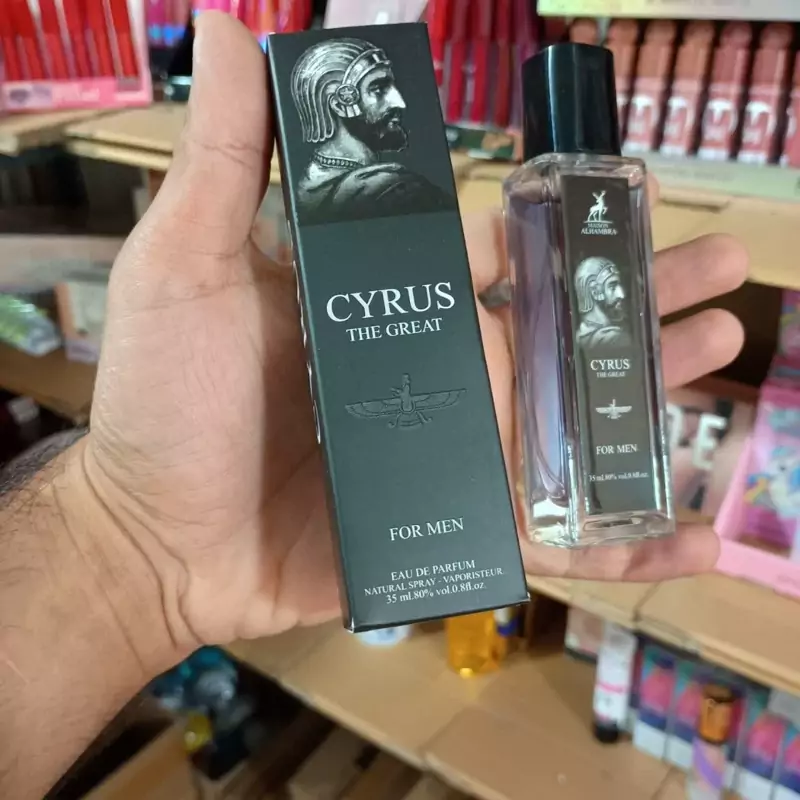 CYRUS
THE GREAT
FOR MEN
EAU DE PARFUM
NATURAL SPRAY - VAPORISTEUR.
35 ml.80% vol.0.8fl.oz.
MAISON
ALHAMBRA
CYRUS
THE GREAT
FOR MEN
35 ml.80% vol.0.8fl.oz.